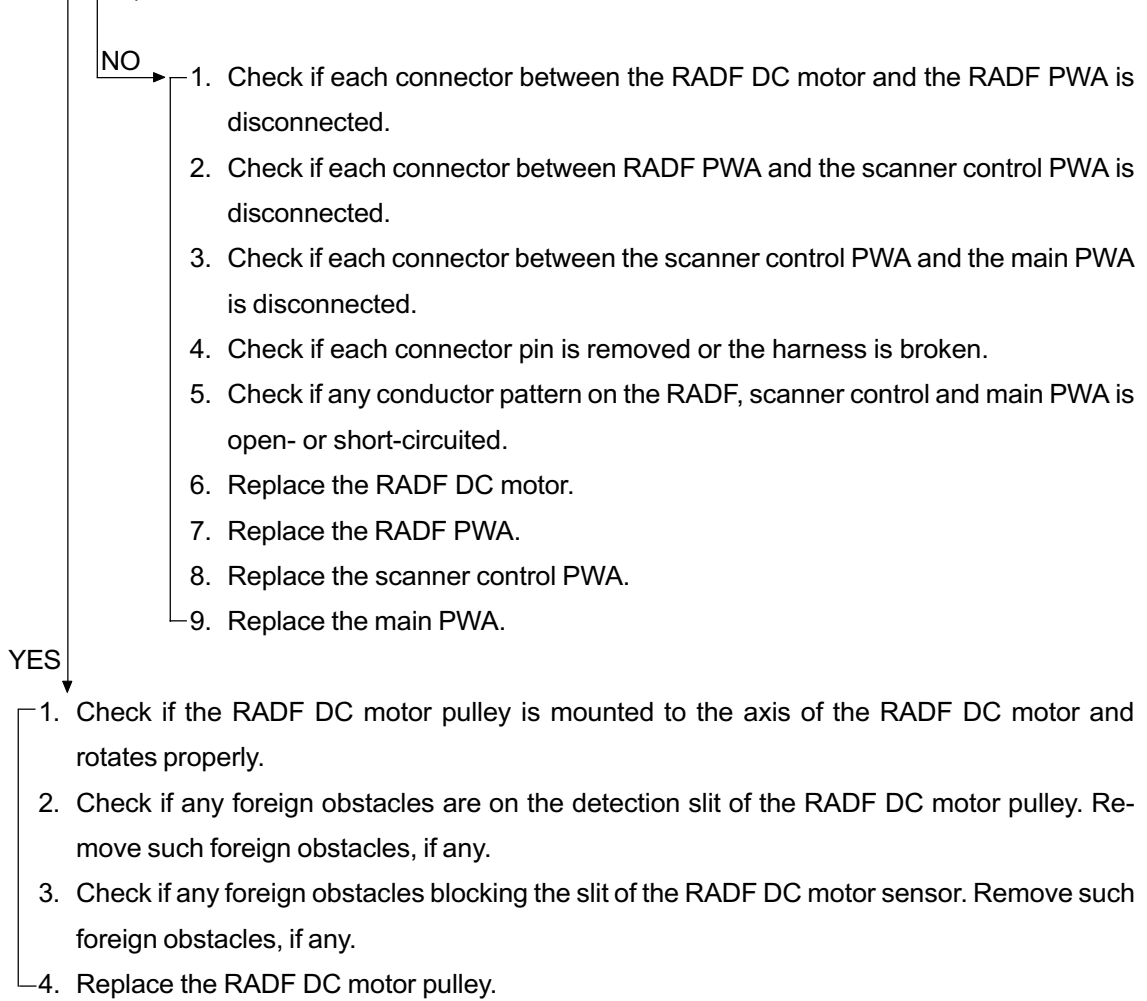 NO
1. Check if each connector between the RADF DC motor and the RADF PWA is
disconnected.
2. Check if each connector between RADF PWA and the scanner control PWA is
disconnected.
3. Check if each connector between the scanner control PWA and the main PWA
is disconnected.
4. Check if each connector pin is removed or the harness is broken.
5. Check if any conductor pattern on the RADF, scanner control and main PWA is
open- or short-circuited.
6. Replace the RADF DC motor.
7. Replace the RADF PWA.
8. Replace the scanner control PWA.
9. Replace the main PWA.
YES
1. Check if the RADF DC motor pulley is mounted to the axis of the RADF DC motor and
rotates properly.
2. Check if any foreign obstacles are on the detection slit of the RADF DC motor pulley. Re-
move such foreign obstacles, if any.
3. Check if any foreign obstacles blocking the slit of the RADF DC motor sensor. Remove such
foreign obstacles, if any.
4. Replace the RADF DC motor pulley.